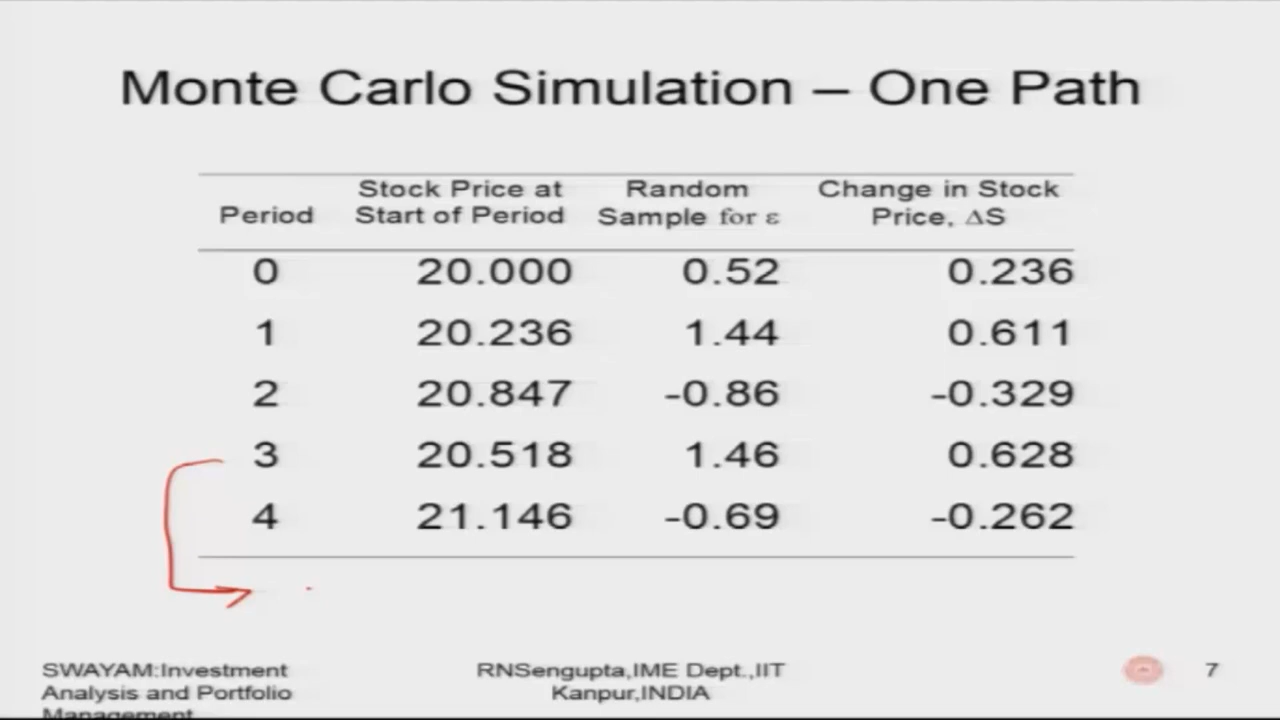 Monte Carlo Simulation – One Path
Period Stock Price at Start of Period Random Sample for ε Change in Stock Price, ΔS
0 20.000 0.52 0.236
1 20.236 1.44 0.611
2 20.847 -0.86 -0.329
3 20.518 1.46 0.628
4 21.146 -0.69 -0.262
SWAYAM:Investment
Analysis and Portfolio
Management
RNSengupta,IME Dept.,IIT
Kanpur,INDIA
7